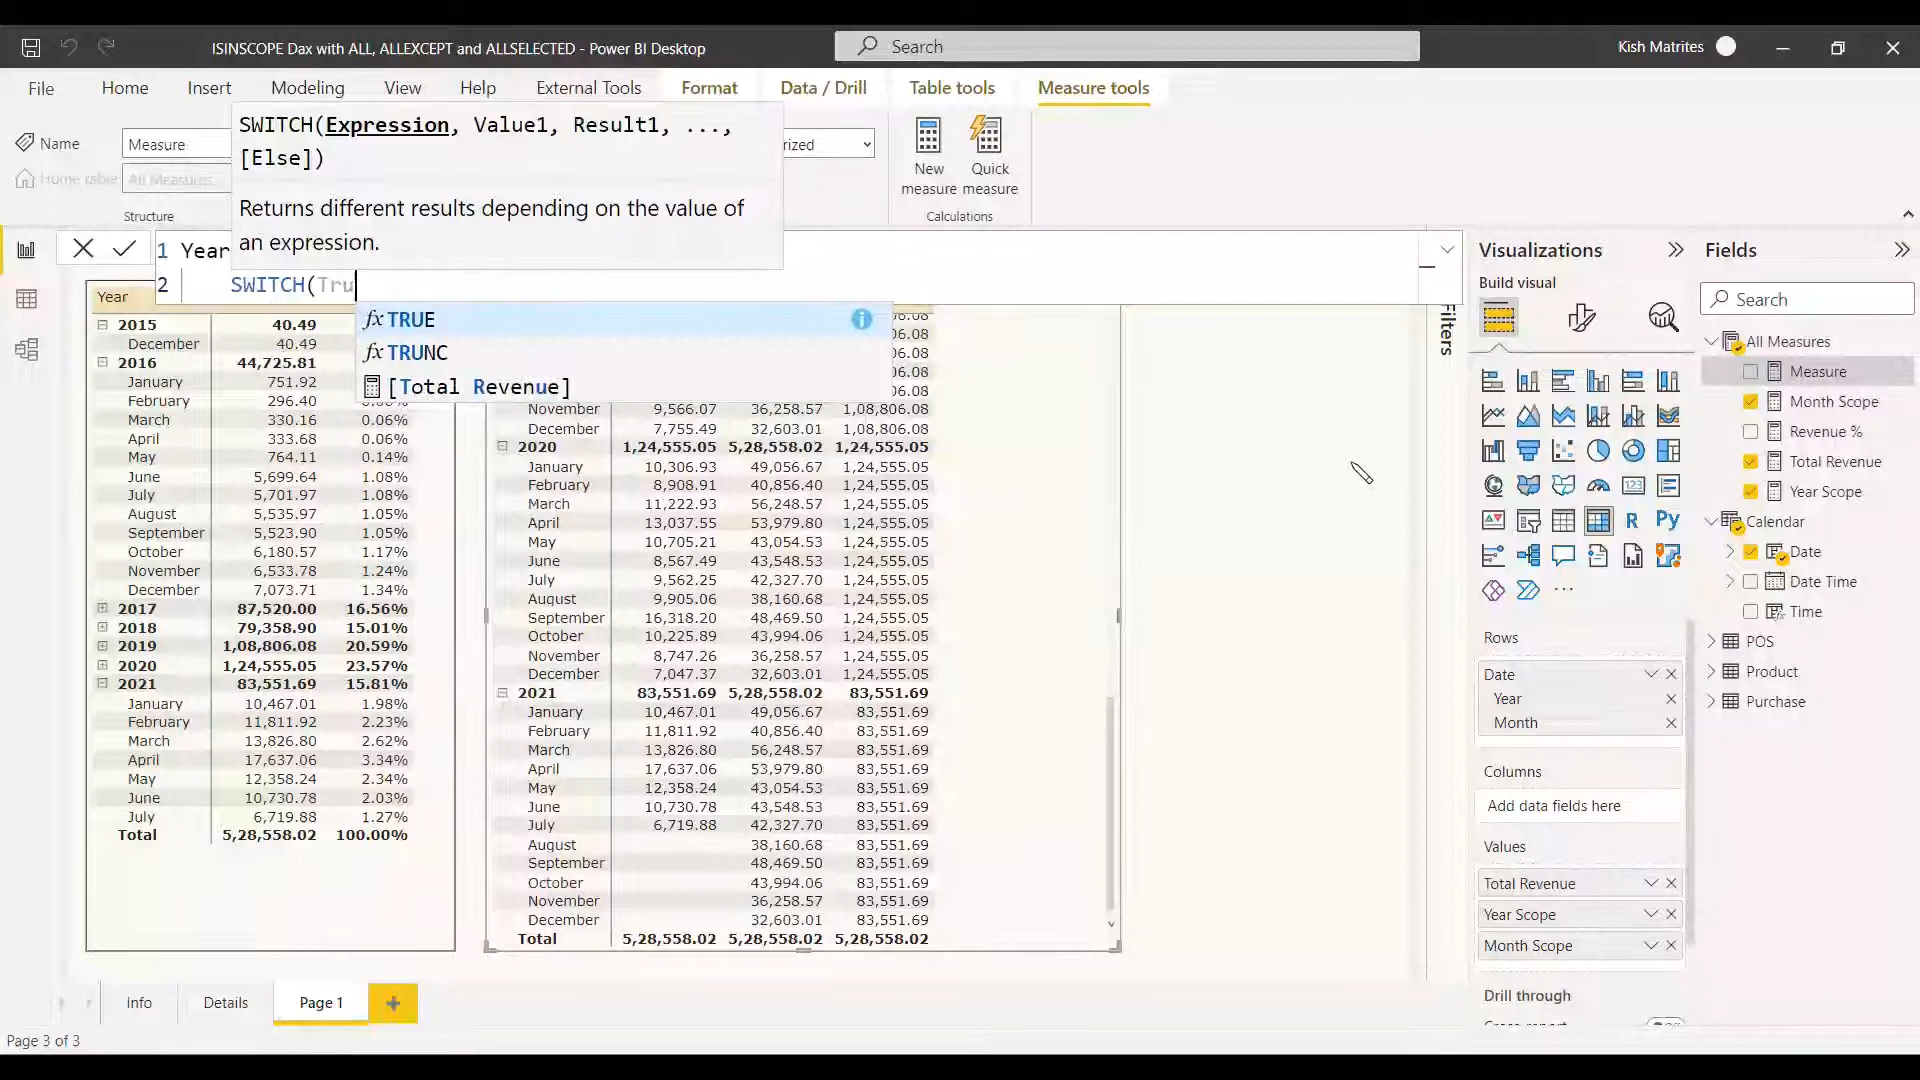 ISINSCOPE Dax with ALL, ALLEXCEPT and ALLSELECTED - Power BI Desktop
Search
Kish Matrites
File
Home
Insert
Modeling
View
Help
External Tools
Format
Data / Drill
Table tools
Measure tools
Name
Measure
Home table
All Measures
Structure
rized
New measure
Quick measure
Calculations
SWITCH(Expression, Value1, Result1, ...,
[Else])
Returns different results depending on the value of
an expression.
1 Year
2 SWITCH(Tru
TRUE
TRUNC
[Total Revenue]
Year
2015 40.49
December 40.49
2016 44,725.81
January 751.92
February 296.40
March 330.16 0.06%
April 333.68 0.06%
May 764.11 0.14%
June 5,699.64 1.08%
July 5,701.97 1.08%
August 5,535.97 1.05%
September 5,523.90 1.05%
October 6,180.57 1.17%
November 6,533.78 1.24%
December 7,073.71 1.34%
2017 87,520.00 16.56%
2018 79,358.90 15.01%
2019 1,08,806.08 20.59%
2020 1,24,555.05 23.57%
2021 83,551.69 15.81%
January 10,467.01 1.98%
February 11,811.92 2.23%
March 13,826.80 2.62%
April 17,637.06 3.34%
May 12,358.24 2.34%
June 10,730.78 2.03%
July 6,719.88 1.27%
Total 5,28,558.02 100.00%
06.08
806.08
06.08
06.08
06.08
November 9,566.07 36,258.57 1,08,806.08
December 7,755.49 32,603.01 1,08,806.08
2020 1,24,555.05 5,28,558.02 1,24,555.05
January 10,306.93 49,056.67 1,24,555.05
February 8,908.91 40,856.40 1,24,555.05
March 11,222.93 56,248.57 1,24,555.05
April 13,037.55 53,979.80 1,24,555.05
May 10,705.21 43,054.53 1,24,555.05
June 8,567.49 43,548.53 1,24,555.05
July 9,562.25 42,327.70 1,24,555.05
August 9,905.06 38,160.68 1,24,555.05
September 16,318.20 48,469.50 1,24,555.05
October 10,225.89 43,994.06 1,24,555.05
November 8,747.26 36,258.57 1,24,555.05
December 7,047.37 32,603.01 1,24,555.05
2021 83,551.69 5,28,558.02 83,551.69
January 10,467.01 49,056.67 83,551.69
February 11,811.92 40,856.40 83,551.69
March 13,826.80 56,248.57 83,551.69
April 17,637.06 53,979.80 83,551.69
May 12,358.24 43,054.53 83,551.69
June 10,730.78 43,548.53 83,551.69
July 6,719.88 42,327.70 83,551.69
August 38,160.68 83,551.69
September 48,469.50 83,551.69
October 43,994.06 83,551.69
November 36,258.57 83,551.69
December 32,603.01 83,551.69
Total 5,28,558.02 5,28,558.02 5,28,558.02
Filters
Visualizations
Build visual
123
R
Py
Rows
Date
Year
Month
Columns
Add data fields here
Values
Total Revenue
Year Scope
Month Scope
Drill through
Fields
Search
All Measures
Measure
Month Scope
Revenue %
Total Revenue
Year Scope
Calendar
Date
Date Time
Time
POS
Product
Purchase
Info
Details
Page 1
Page 3 of 3